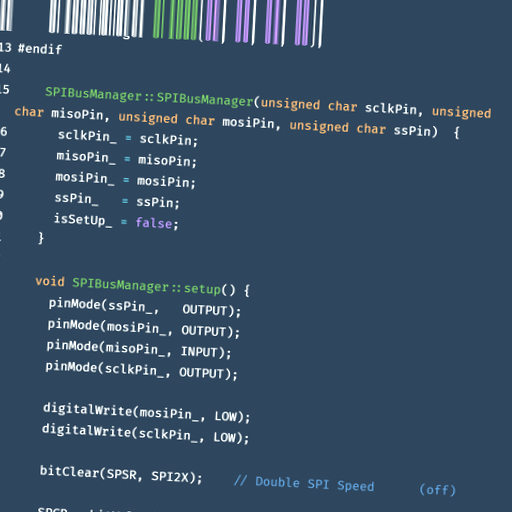 13 #endif
14
15 SPIBusManager::SPIBusManager(unsigned char sclkPin, unsigned
char misoPin, unsigned char mosiPin, unsigned char ssPin) {
6 sclkPin_ = sclkPin;
7 misoPin_ = misoPin;
8 mosiPin_ = mosiPin;
9 ssPin_ = ssPin;
0 isSetUp_ = false;
}
void SPIBusManager::setup() {
pinMode(ssPin_, OUTPUT);
pinMode(mosiPin_, OUTPUT);
pinMode(misoPin_, INPUT);
pinMode(sclkPin_, OUTPUT);
digitalWrite(mosiPin_, LOW);
digitalWrite(sclkPin_, LOW);
bitClear(SPSR, SPI2X); // Double SPI Speed (off)